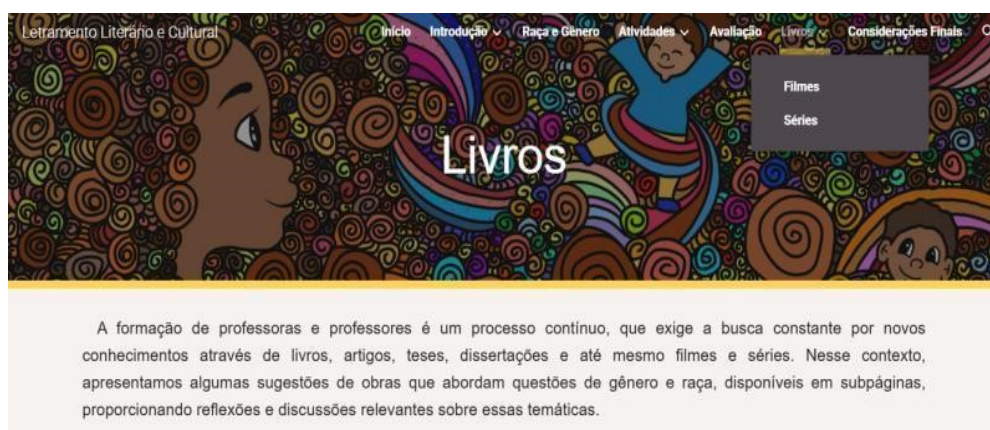 Letramento Literário e Cultural
Início Introdução Raça e Gênero Atividades Avaliação Livros Considerações Finais
Filmes
Séries
Livros
A formação de professoras e professores é um processo contínuo, que exige a busca constante por novos
conhecimentos através de livros, artigos, teses, dissertações e até mesmo filmes e séries. Nesse contexto,
apresentamos algumas sugestões de obras que abordam questões de gênero e raça, disponíveis em subpáginas,
proporcionando reflexões e discussões relevantes sobre essas temáticas.